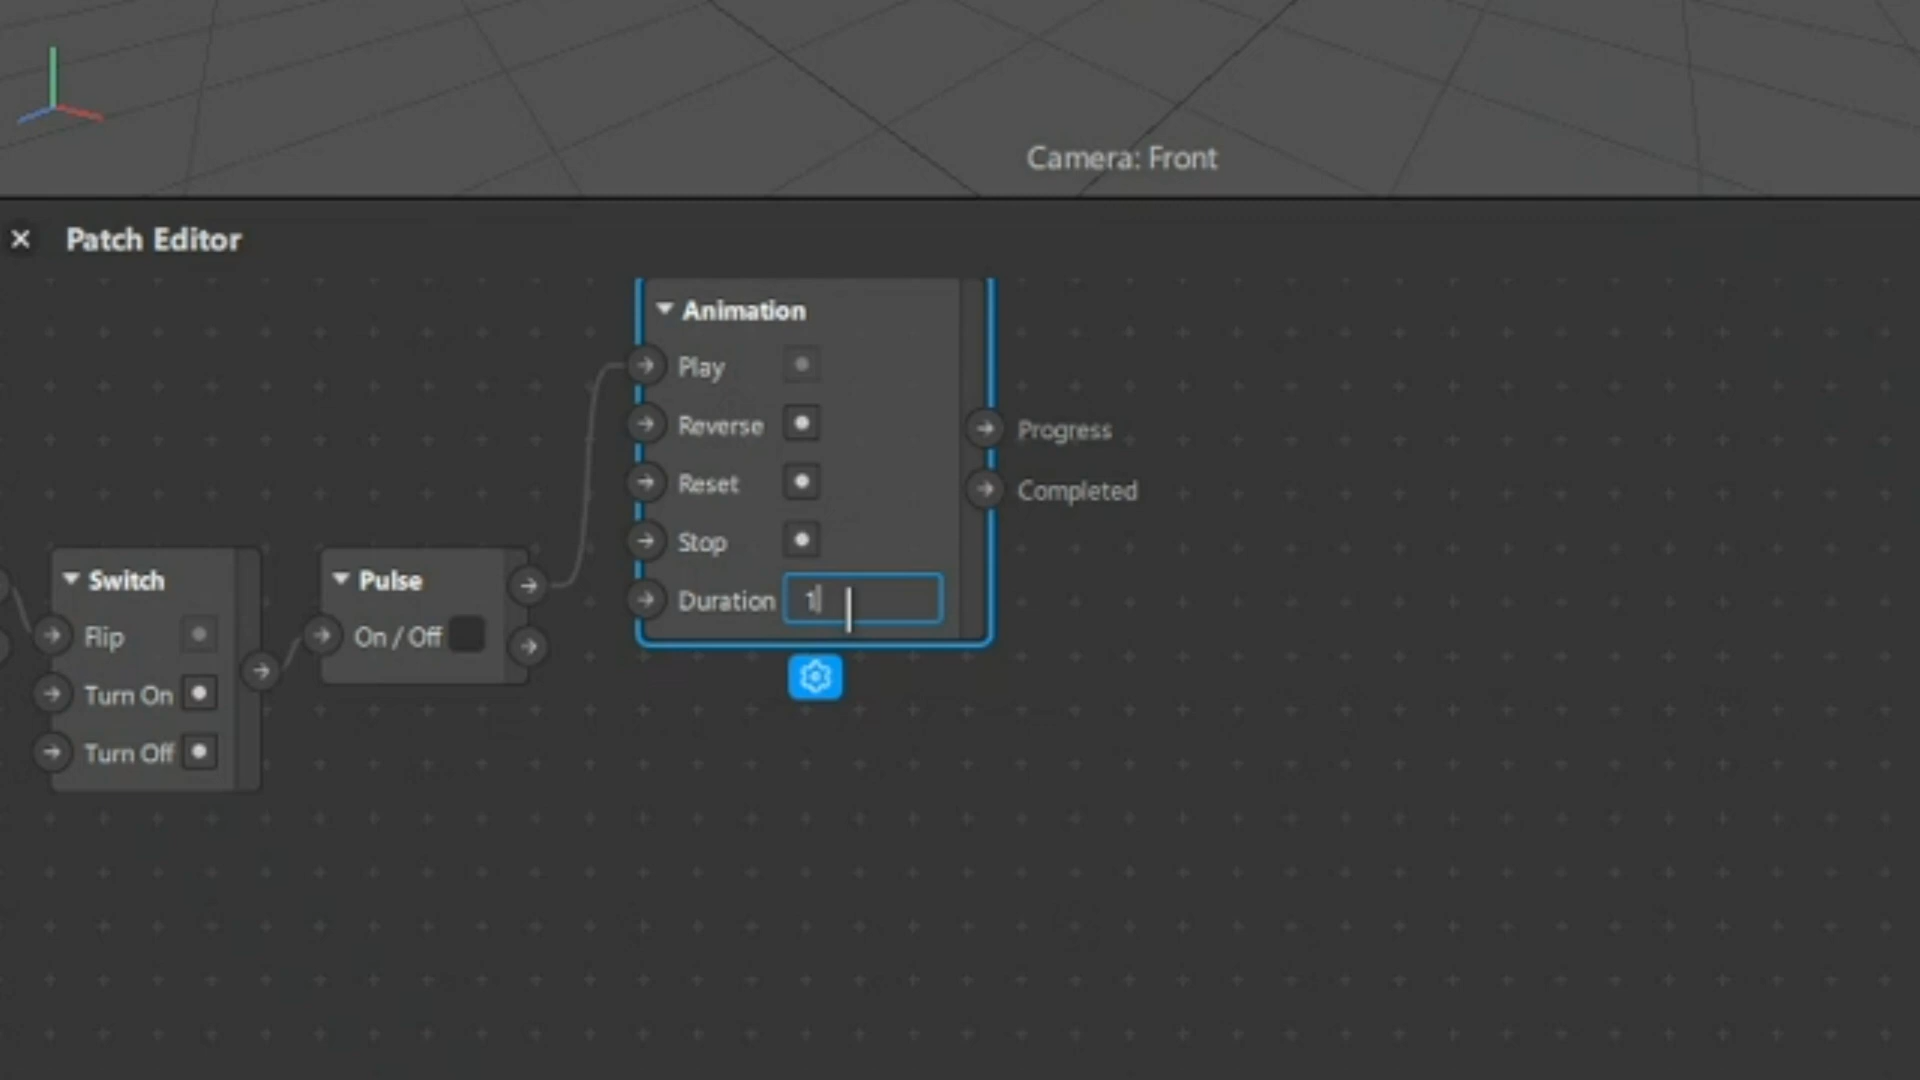 Camera: Front
Patch Editor
Animation
Play
Reverse
Reset
Stop
Duration 1
Progress
Completed
Switch
Flip
Turn On
Turn Off
Pulse
On / Off